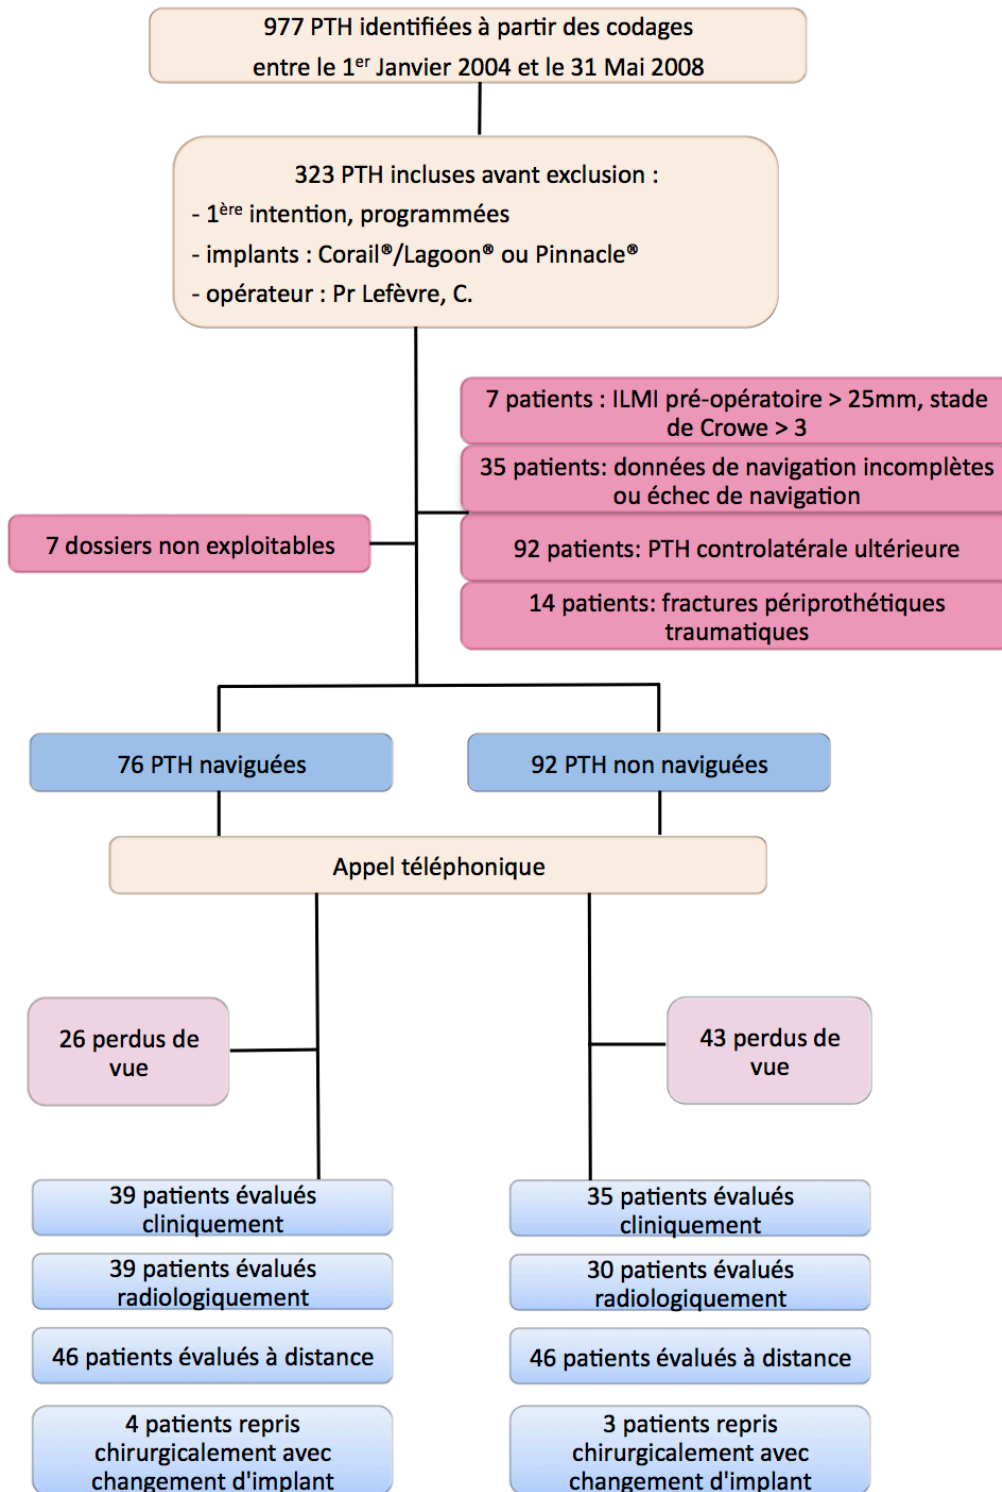 977 PTH identifiées à partir des codages
entre le 1er Janvier 2004 et le 31 Mai 2008
323 PTH incluses avant exclusion :
- 1ère intention, programmées
- implants : Corail®/Lagoon® ou Pinnacle®
- opérateur : Pr Lefèvre, C.
7 patients : ILMI pré-opératoire > 25mm, stade
de Crowe > 3
35 patients: données de navigation incomplètes
ou échec de navigation
7 dossiers non exploitables
92 patients: PTH controlatérale ultérieure
14 patients: fractures périprothétiques
traumatiques
76 PTH naviguées
92 PTH non naviguées
Appel téléphonique
26 perdus de
vue
43 perdus de
vue
39 patients évalués
cliniquement
35 patients évalués
cliniquement
39 patients évalués
radiologiquement
30 patients évalués
radiologiquement
46 patients évalués à distance
46 patients évalués à distance
4 patients repris
chirurgicalement avec
changement d'implant
3 patients repris
chirurgicalement avec
changement d'implant